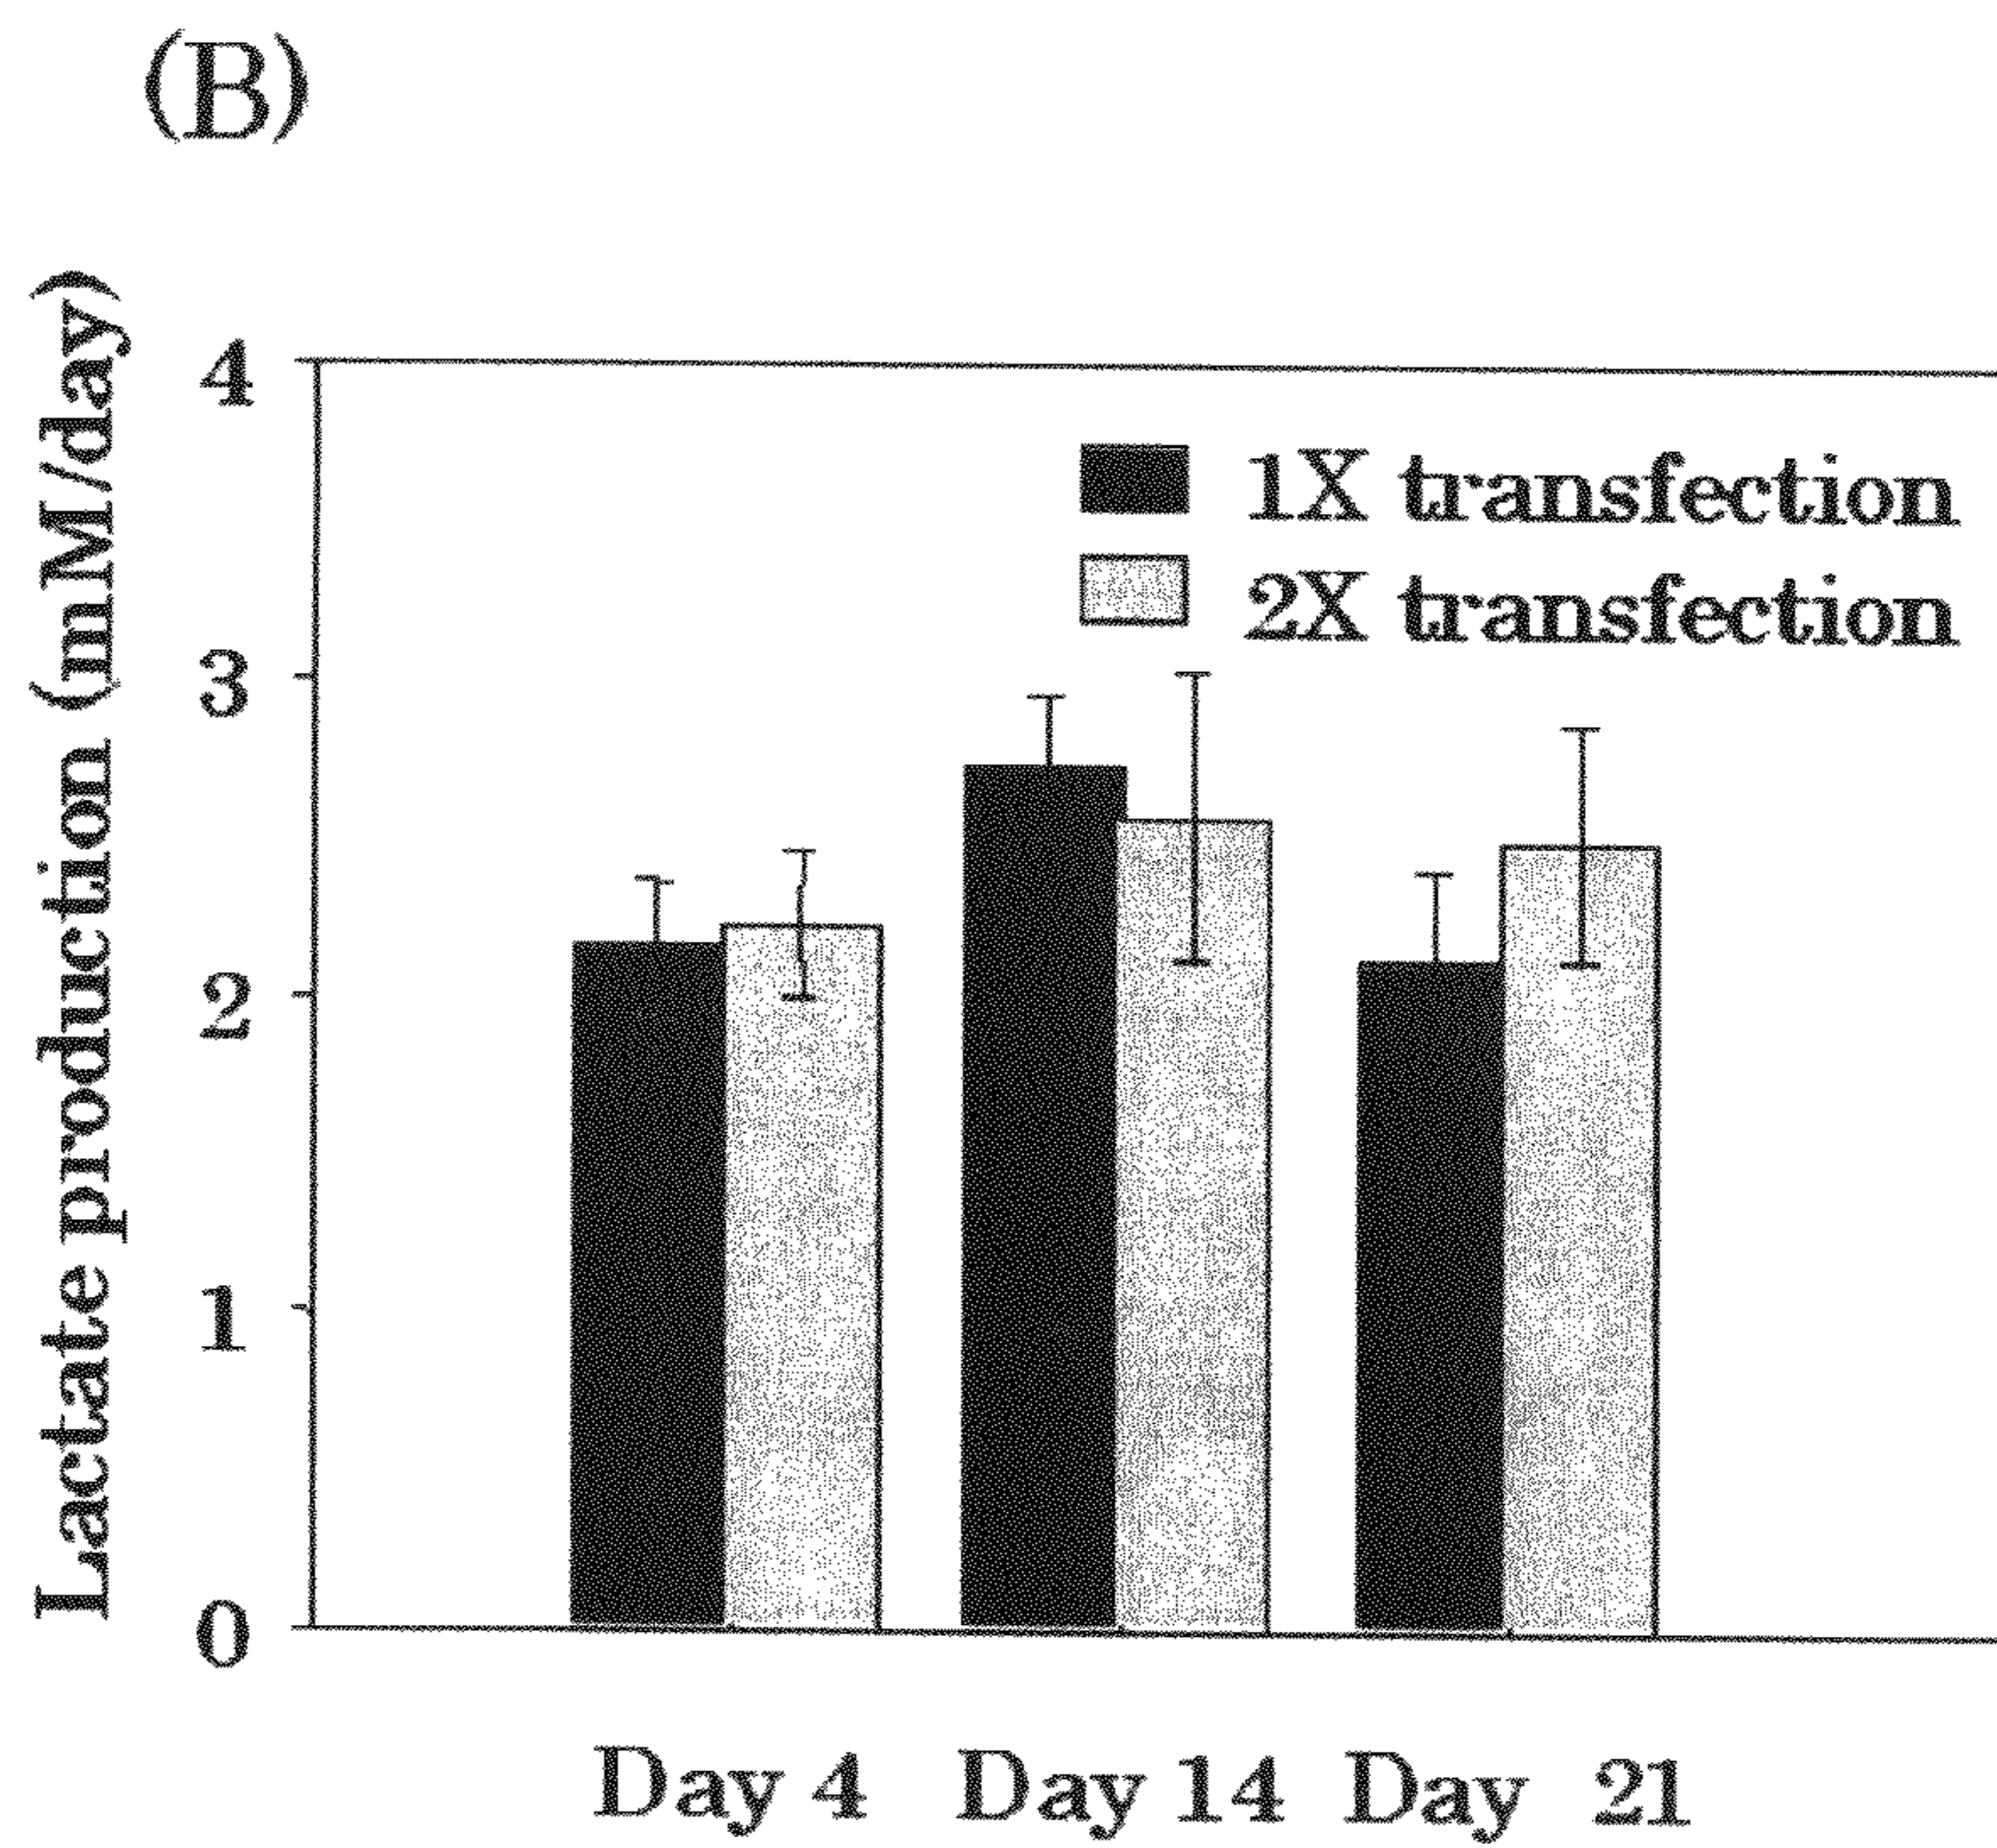 (B)
Lactate production (mM/day)
4
3
2
1
0
1X transfection
2X transfection
Day 4
Day 14
Day 21